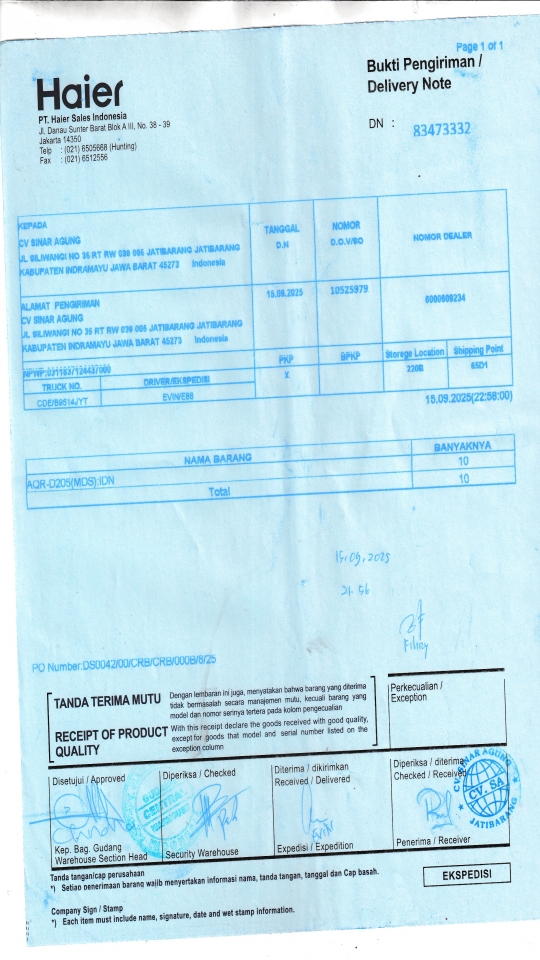 Page 1 of 1
Haier
Bukti Pengiriman /
Delivery Note
PT. Haier Sales Indonesia
Jl. Danau Sunter Barat Blok A III, No. 38 - 39
Jakarta 14350
Telp : (021) 6505668 (Hunting)
Fax : (021) 6512556
DN : 83473332
KEPADA
CV SINAR AGUNG
JL SILIWANGI NO 35 RT RW 039 005 JATIBARANG JATIBARANG
KABUPATEN INDRAMAYU JAWA BARAT 45273 Indonesia
TANGGAL
D.N
NOMOR
D.O.V/SO
NOMOR DEALER
ALAMAT PENGIRIMAN
CV SINAR AGUNG
JL SILIWANGI NO 35 RT RW 039 005 JATIBARANG JATIBARANG
KABUPATEN INDRAMAYU JAWA BARAT 45273 Indonesia
15.09.2025
10525979
6000609234
NPWP:0311837124437000
PKP
BPKP
Storege Location
Shipping Point
TRUCK NO.
DRIVER/EKSPEDISI
X
220B
65D1
CDE/B9514JYT
EVIN/E88
15.09.2025(22:58:00)
NAMA BARANG
BANYAKNYA
AQR-D205(MDS):IDN
10
Total
10
15.09.2025
21.56
PO Number:DS0042/00/CRB/CRB/000B/8/25
TANDA TERIMA MUTU
Dengan lembaran ini juga, menyatakan bahwa barang yang diterima
tidak bermasalah secara manajemen mutu, kecuali barang yang
model dan nomor serinya tertera pada kolom pengecualian
RECEIPT OF PRODUCT
QUALITY
With this receipt declare the goods received with good quality,
except for goods that model and serial number listed on the
exception column
Perkecualian /
Exception
Disetujui / Approved
Diperiksa / Checked
Diterima / dikirimkan
Received / Delivered
Diperiksa / diterima
Checked / Received
CV. SINAR AGUNG
CV. SA
JATIBARANG
EVIN
Kep. Bag. Gudang
Warehouse Section Head
Security Warehouse
Expedisi / Expedition
Penerima / Receiver
Tanda tangan/cap perusahaan
*) Setiao penerimaan barang wajib menyertakan informasi nama, tanda tangan, tanggal dan Cap basah.
EKSPEDISI
Company Sign / Stamp
*) Each item must include name, signature, date and wet stamp information.